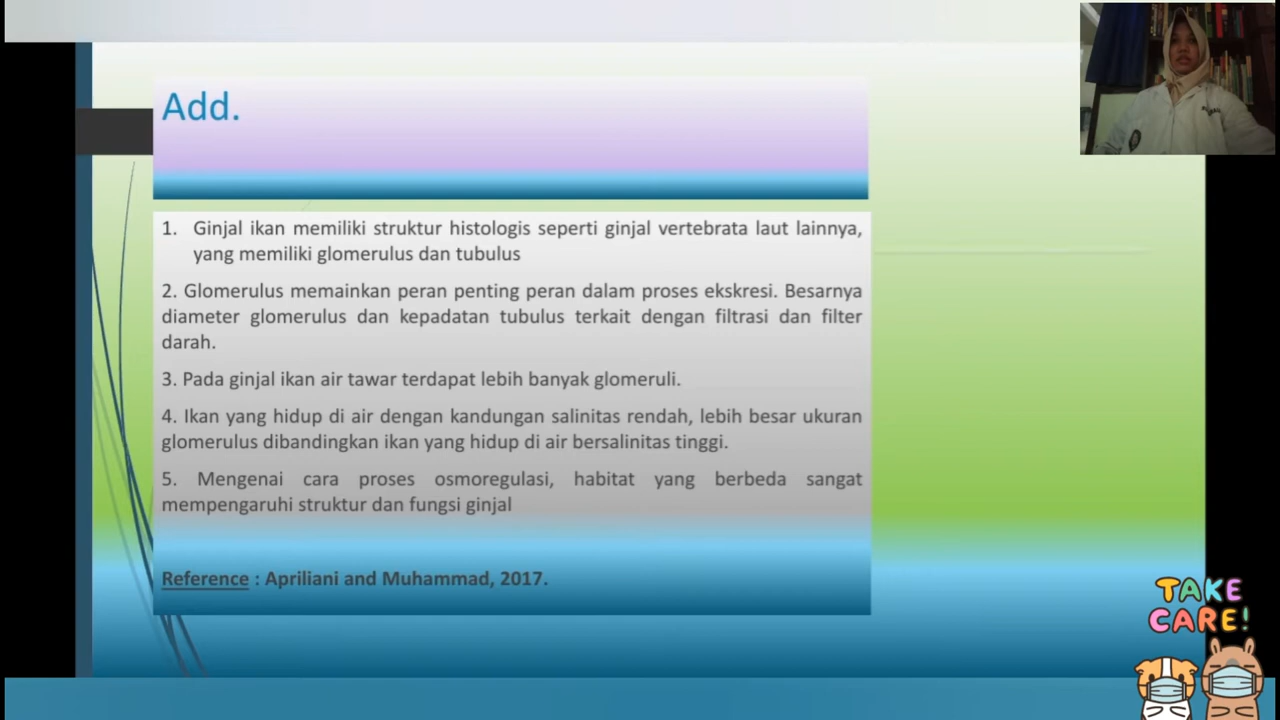 Add.
1. Ginjal ikan memiliki struktur histologis seperti ginjal vertebrata laut lainnya,
yang memiliki glomerulus dan tubulus
2. Glomerulus memainkan peran penting peran dalam proses ekskresi. Besarnya
diameter glomerulus dan kepadatan tubulus terkait dengan filtrasi dan filter
darah.
3. Pada ginjal ikan air tawar terdapat lebih banyak glomeruli.
4. Ikan yang hidup di air dengan kandungan salinitas rendah, lebih besar ukuran
glomerulus dibandingkan ikan yang hidup di air bersalinitas tinggi.
5. Mengenai cara proses osmoregulasi, habitat yang berbeda sangat
mempengaruhi struktur dan fungsi ginjal
Reference : Apriliani and Muhammad, 2017.
TAKE
CARE!